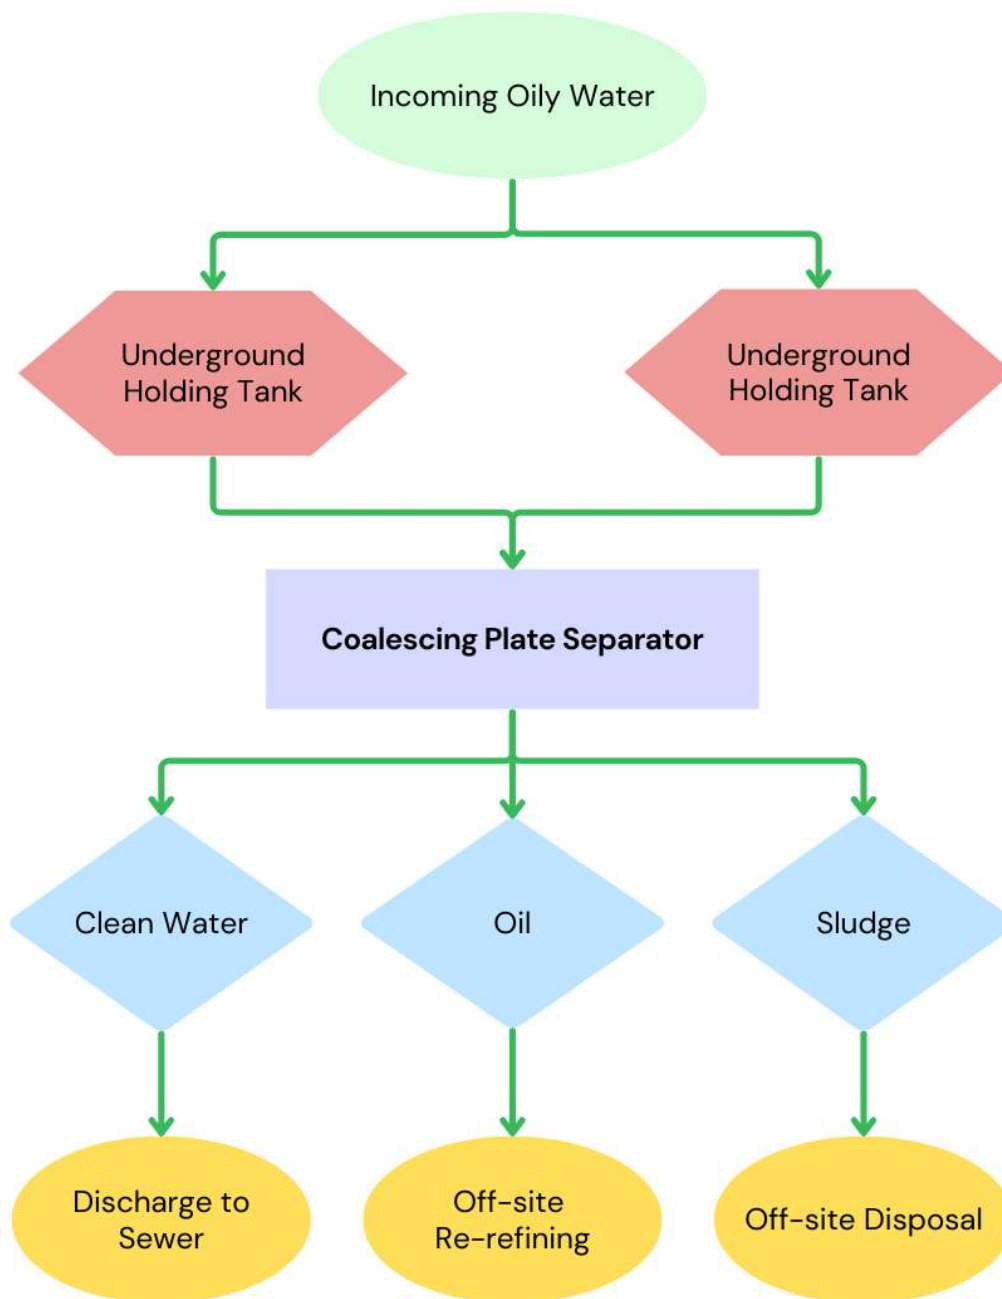 Incoming Oily Water
Underground
Holding Tank
Underground
Holding Tank
Coalescing Plate Separator
Clean Water
Oil
Sludge
Discharge to
Sewer
Off-site
Re-refining
Off-site Disposal